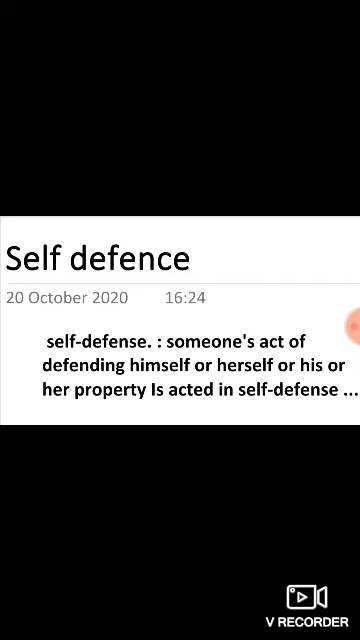 Self defence
20 October 2020 16:24
self-defense. : someone's act of
defending himself or herself or his or
her property Is acted in self-defense ...
V RECORDER